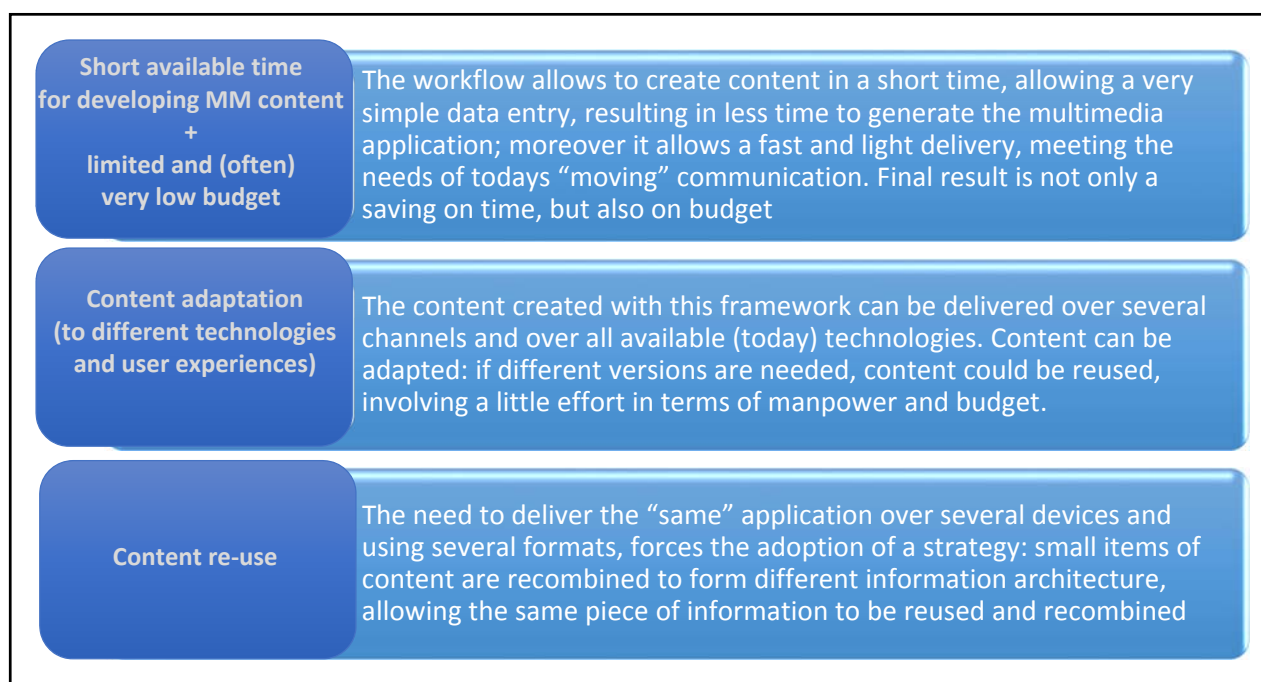 Short available time
for developing MM content
+
limited and (often)
very low budget
The workflow allows to create content in a short time, allowing a very
simple data entry, resulting in less time to generate the multimedia
application; moreover it allows a fast and light delivery, meeting the
needs of todays “moving” communication. Final result is not only a
saving on time, but also on budget
Content adaptation
(to different technologies
and user experiences)
The content created with this framework can be delivered over several
channels and over all available (today) technologies. Content can be
adapted: if different versions are needed, content could be reused,
involving a little effort in terms of manpower and budget.
Content re-use
The need to deliver the “same” application over several devices and
using several formats, forces the adoption of a strategy: small items of
content are recombined to form different information architecture,
allowing the same piece of information to be reused and recombined